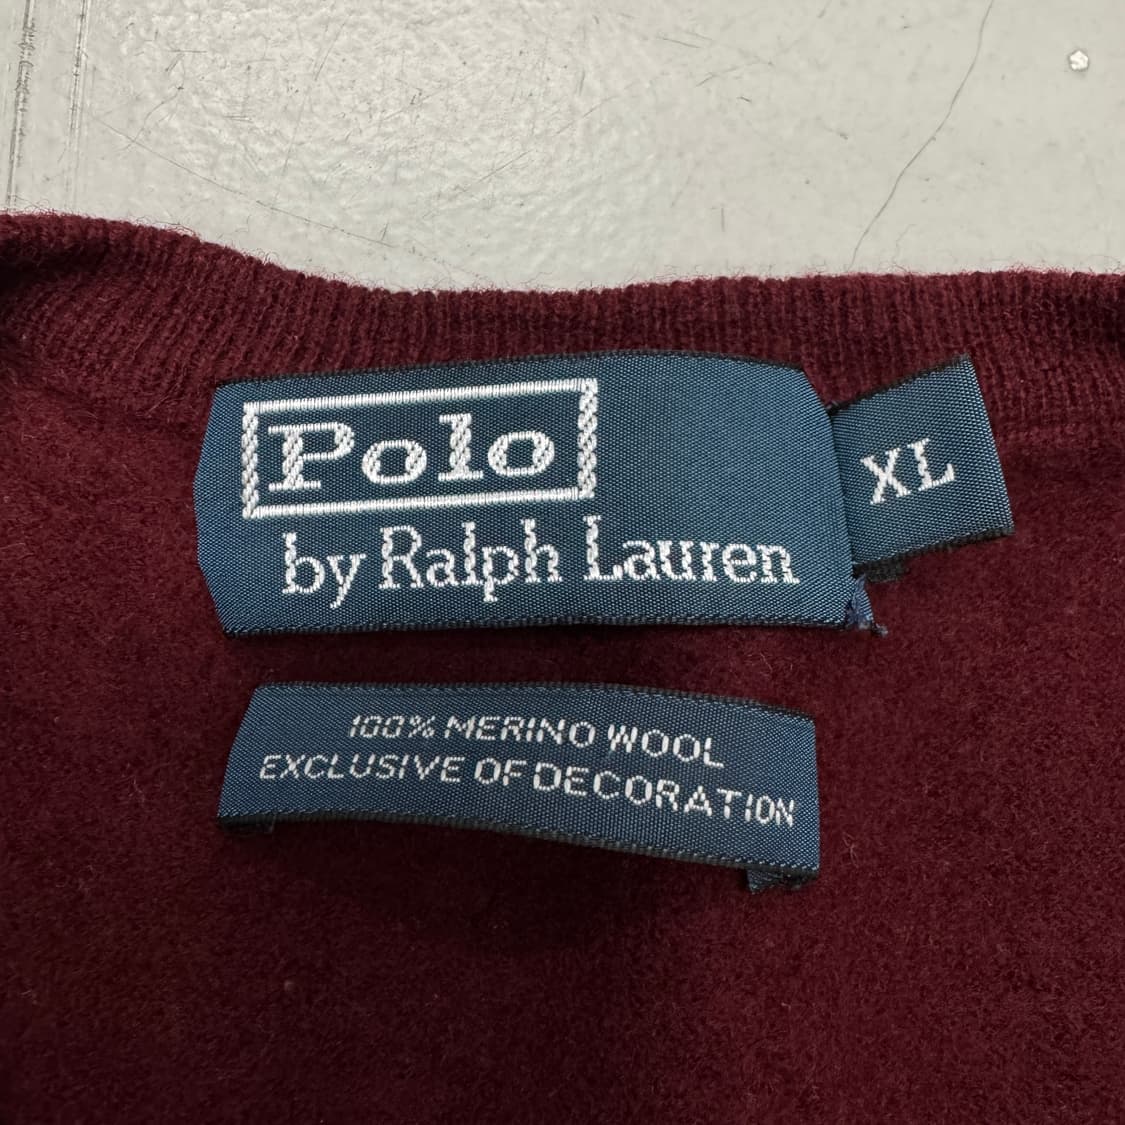 Polo
by Ralph Lauren
XL
100% MERINO WOOL
EXCLUSIVE OF DECORATION